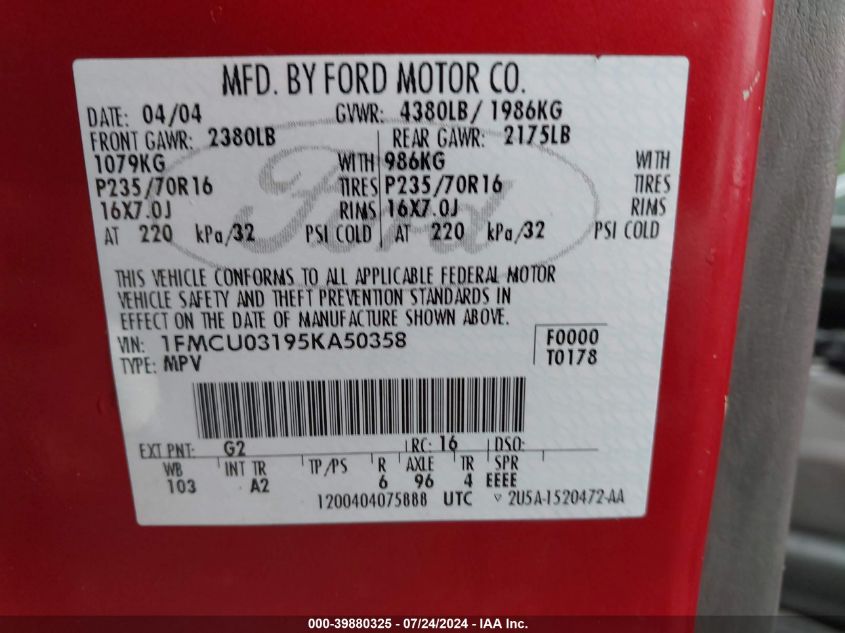 MFD. BY FORD MOTOR CO.
DATE: 04/04 GVWR: 4380LB/ 1986KG
FRONT GAWR: 2380LB REAR GAWR: 2175LB
1079KG WITH 986KG WITH
P235/70R16 TIRES P235/70R16 TIRES
16X7.0J RIMS 16X7.0J RIMS
AT 220 kPa/32 PSI COLD AT 220 kPa/32 PSI COLD
Ford
THIS VEHICLE CONFORMS TO ALL APPLICABLE FEDERAL MOTOR
VEHICLE SAFETY AND THEFT PREVENTION STANDARDS IN
EFFECT ON THE DATE OF MANUFACTURE SHOWN ABOVE.
VIN: 1FMCU03195KA50358 F0000
TYPE: MPV T0178
EXT PNT: G2 RC: 16 DSO:
WB INT TR TP/PS R AXLE TR SPR
103 A2 6 96 4 EEEE
1200404075888 UTC ▽ 2U5A-1520472-AA
000-39880325 - 07/24/2024 - IAA Inc.